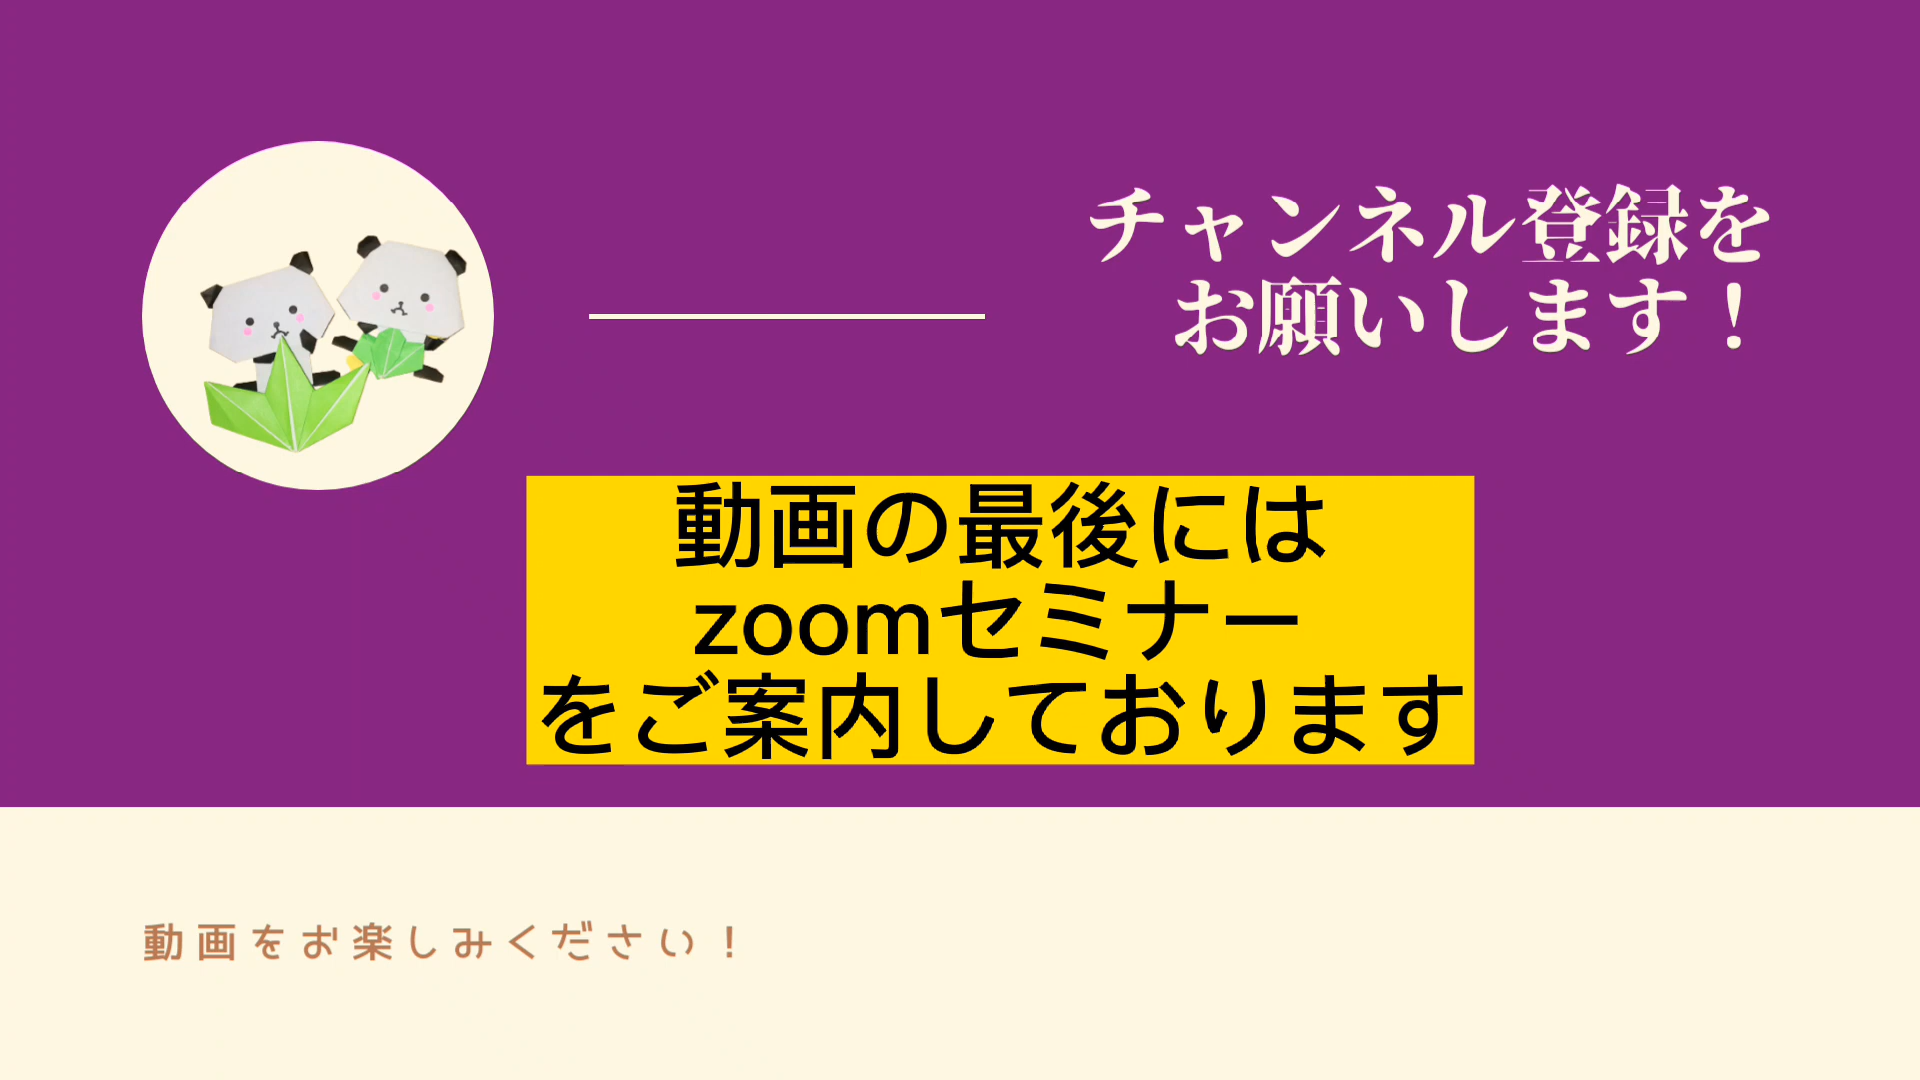 チャンネル登録を
お願いします！
動画の最後には
zoomセミナー
をご案内しております
動画をお楽しみください！